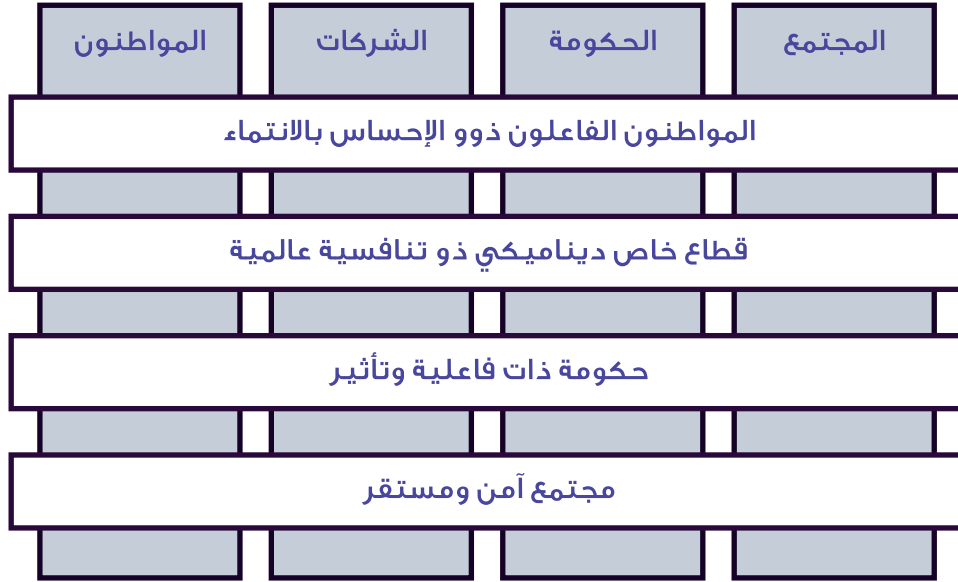 المجتمع
الحكومة
الشركات
المواطنون
المواطنون الفاعلون ذوو الإحساس بالانتماء
قطاع خاص ديناميكي ذو تنافسية عالمية
حكومة ذات فاعلية وتأثير
مجتمع آمن ومستقر